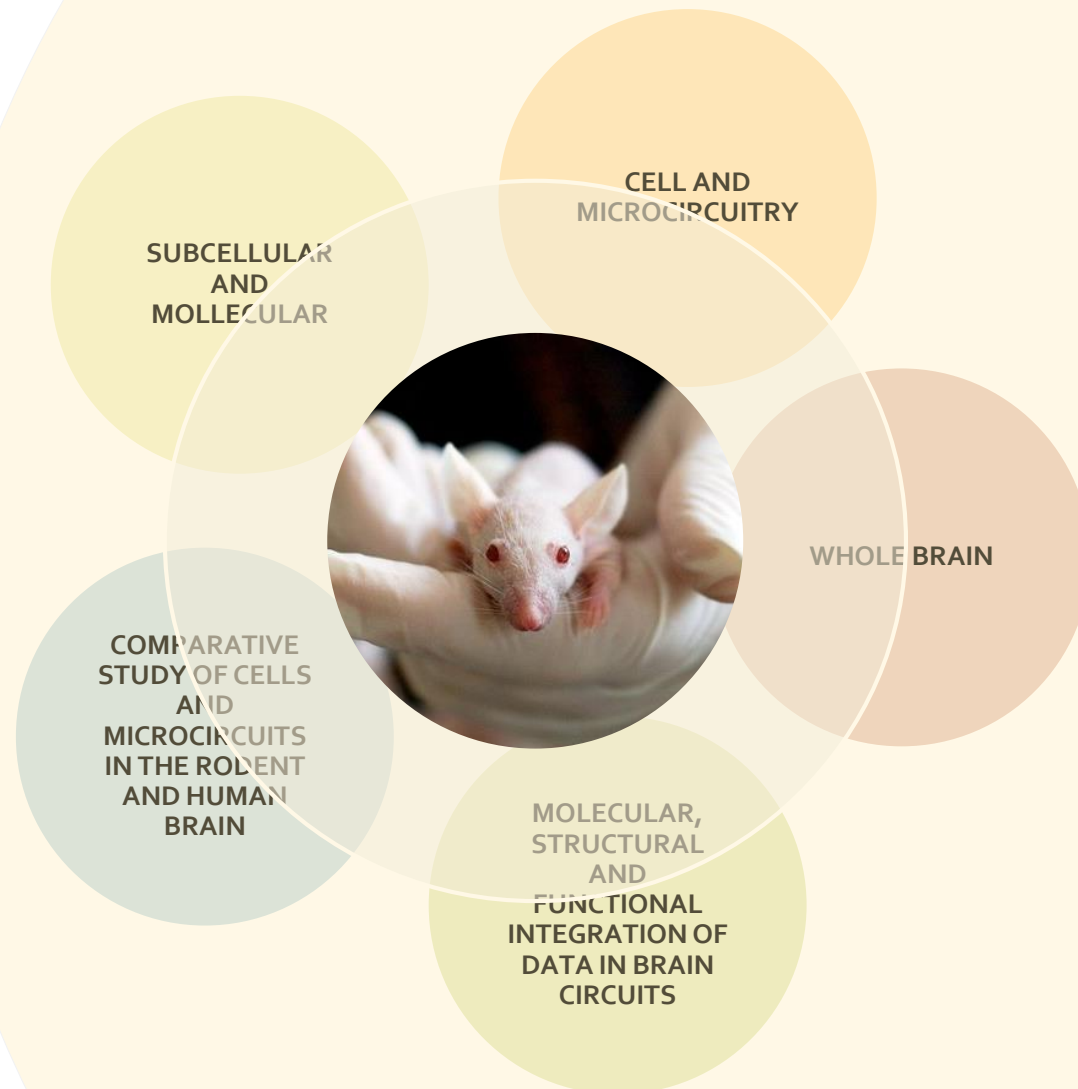 CELL AND
MICROCIRCUITRY
SUBCELLULAR
AND
MOLLECULAR
WHOLE BRAIN
COMPARATIVE
STUDY OF CELLS
AND
MICROCIRCUITS
IN THE RODENT
AND HUMAN
BRAIN
MOLECULAR,
STRUCTURAL
AND
FUNCTIONAL
INTEGRATION OF
DATA IN BRAIN
CIRCUITS